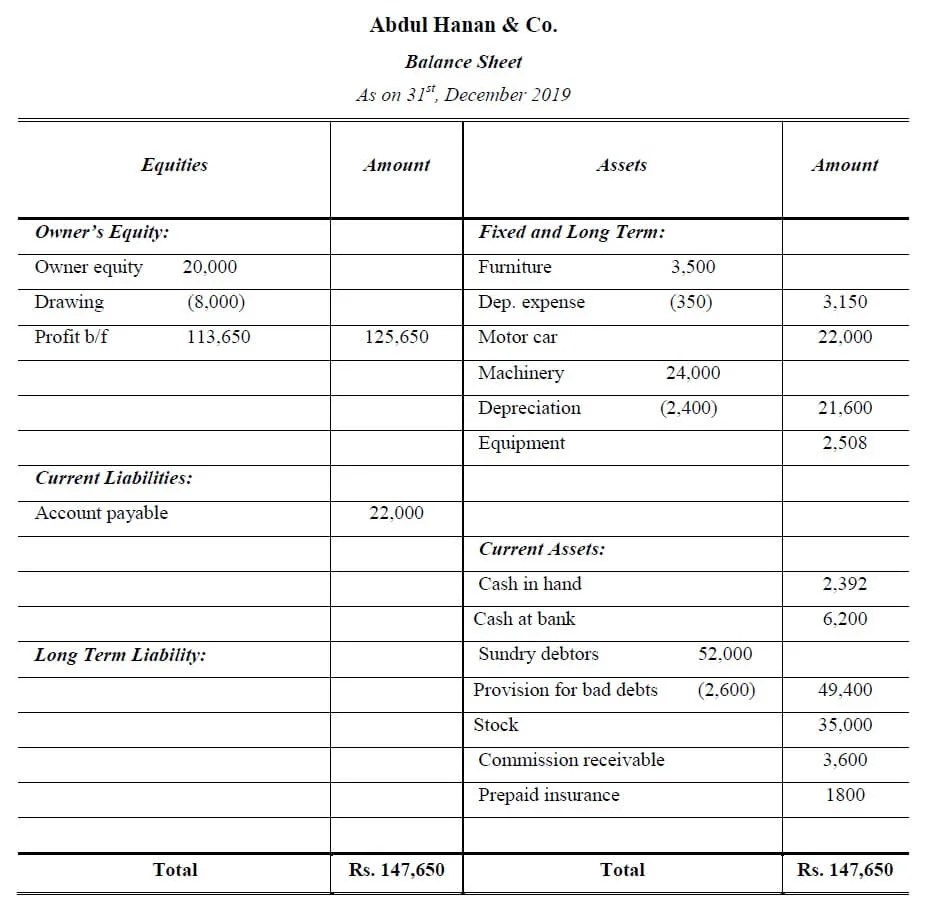 Abdul Hanan & Co.
Balance Sheet
As on 31st, December 2019
Equities Amount Assets Amount
Owner's Equity: Fixed and Long Term:
Owner equity 20,000 Furniture 3,500
Drawing (8,000) Dep. expense (350) 3,150
Profit b/f 113,650 125,650 Motor car 22,000
Machinery 24,000
Depreciation (2,400) 21,600
Equipment 2,508
Current Liabilities:
Account payable 22,000
Current Assets:
Cash in hand 2,392
Cash at bank 6,200
Long Term Liability: Sundry debtors 52,000
Provision for bad debts (2,600) 49,400
Stock 35,000
Commission receivable 3,600
Prepaid insurance 1800
Total Rs. 147,650 Total Rs. 147,650